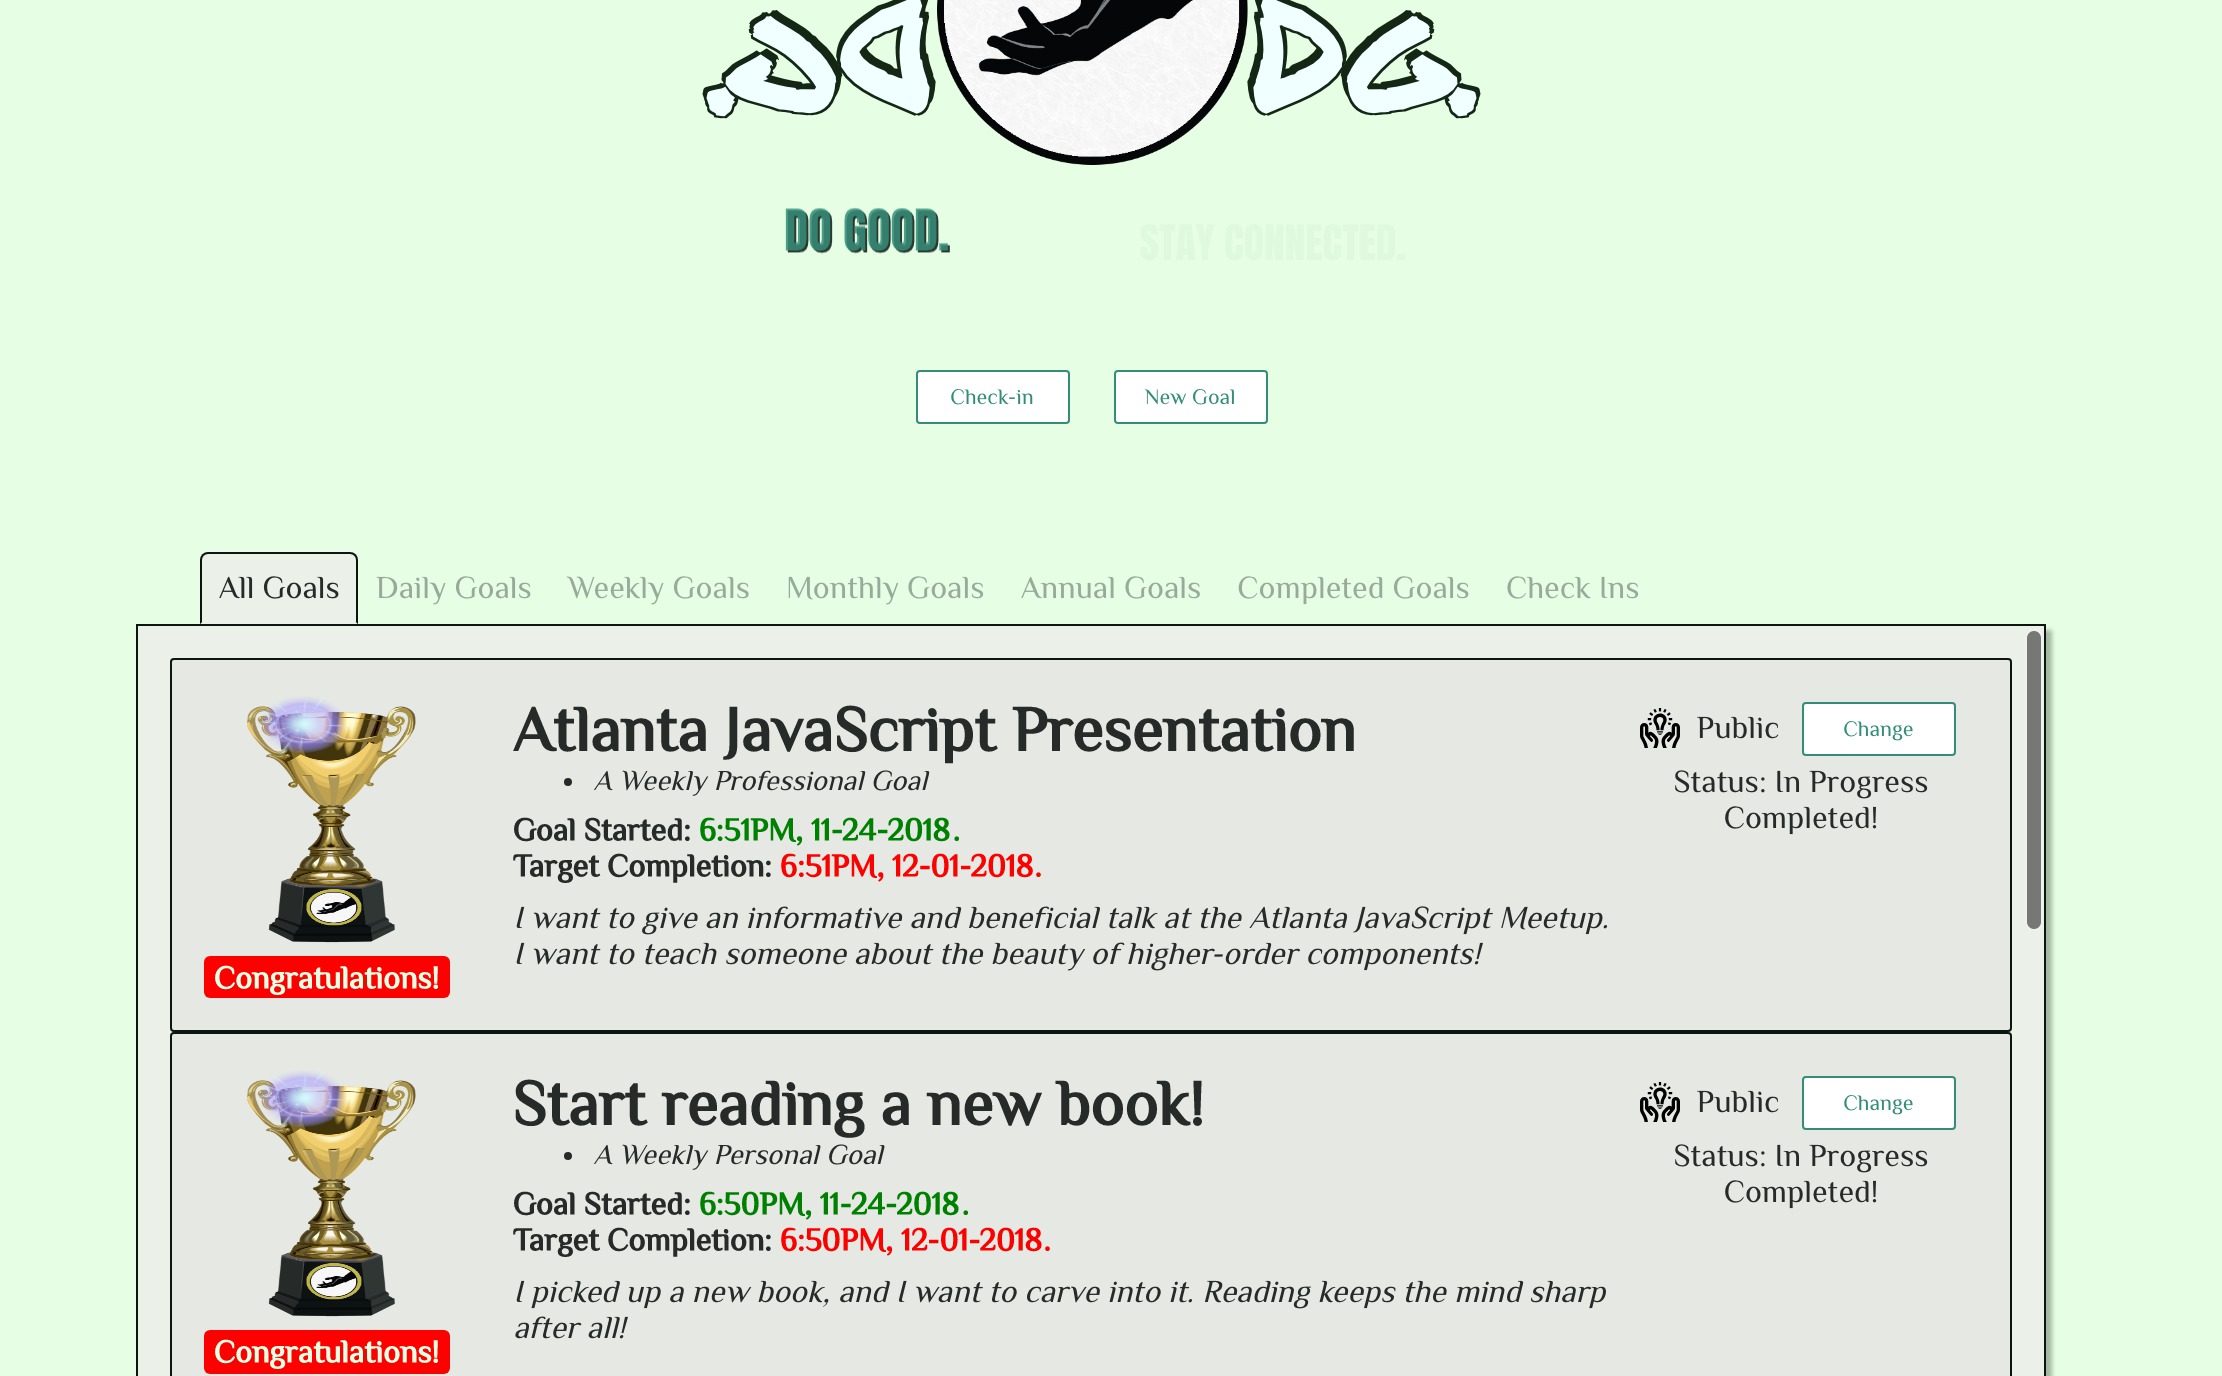 DO GOOD.
STAY CONNECTED.
Check-in
New Goal
All Goals
Daily Goals
Weekly Goals
Monthly Goals
Annual Goals
Completed Goals
Check Ins
Atlanta JavaScript Presentation
• A Weekly Professional Goal
Goal Started: 6:51PM, 11-24-2018.
Target Completion: 6:51PM, 12-01-2018.
I want to give an informative and beneficial talk at the Atlanta JavaScript Meetup.
I want to teach someone about the beauty of higher-order components!
Congratulations!
Public
Change
Status: In Progress
Completed!
Start reading a new book!
• A Weekly Personal Goal
Goal Started: 6:50PM, 11-24-2018.
Target Completion: 6:50PM, 12-01-2018.
I picked up a new book, and I want to carve into it. Reading keeps the mind sharp
after all!
Congratulations!
Public
Change
Status: In Progress
Completed!